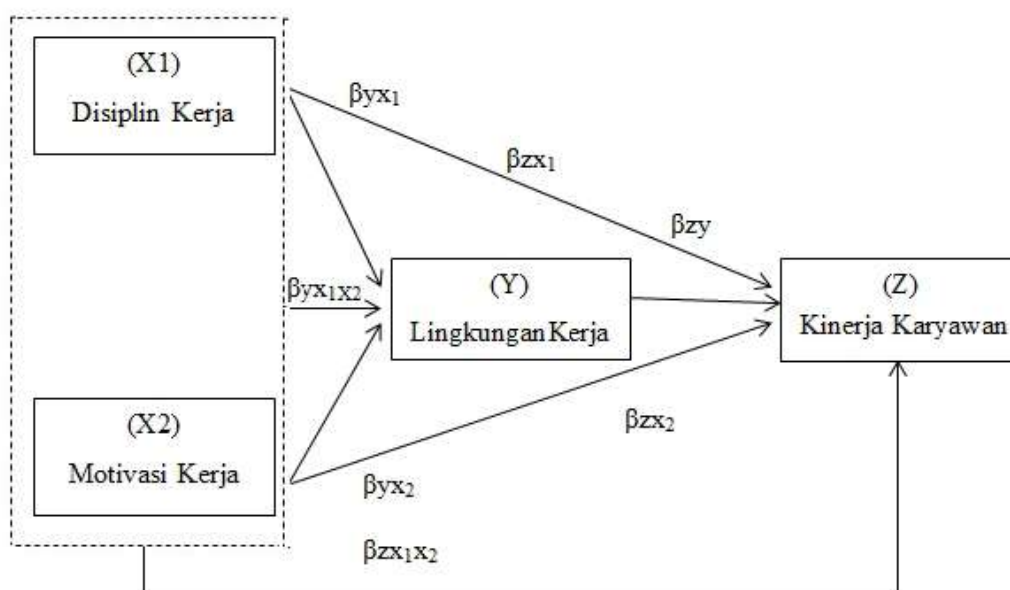 (X1)
Disiplin Kerja
βyx₁
βzx₁
βzy
βyx₁x₂
(Y)
Lingkungan Kerja
(Z)
Kinerja Karyawan
(X2)
Motivasi Kerja
βzx₂
βyx₂
βzx₁x₂